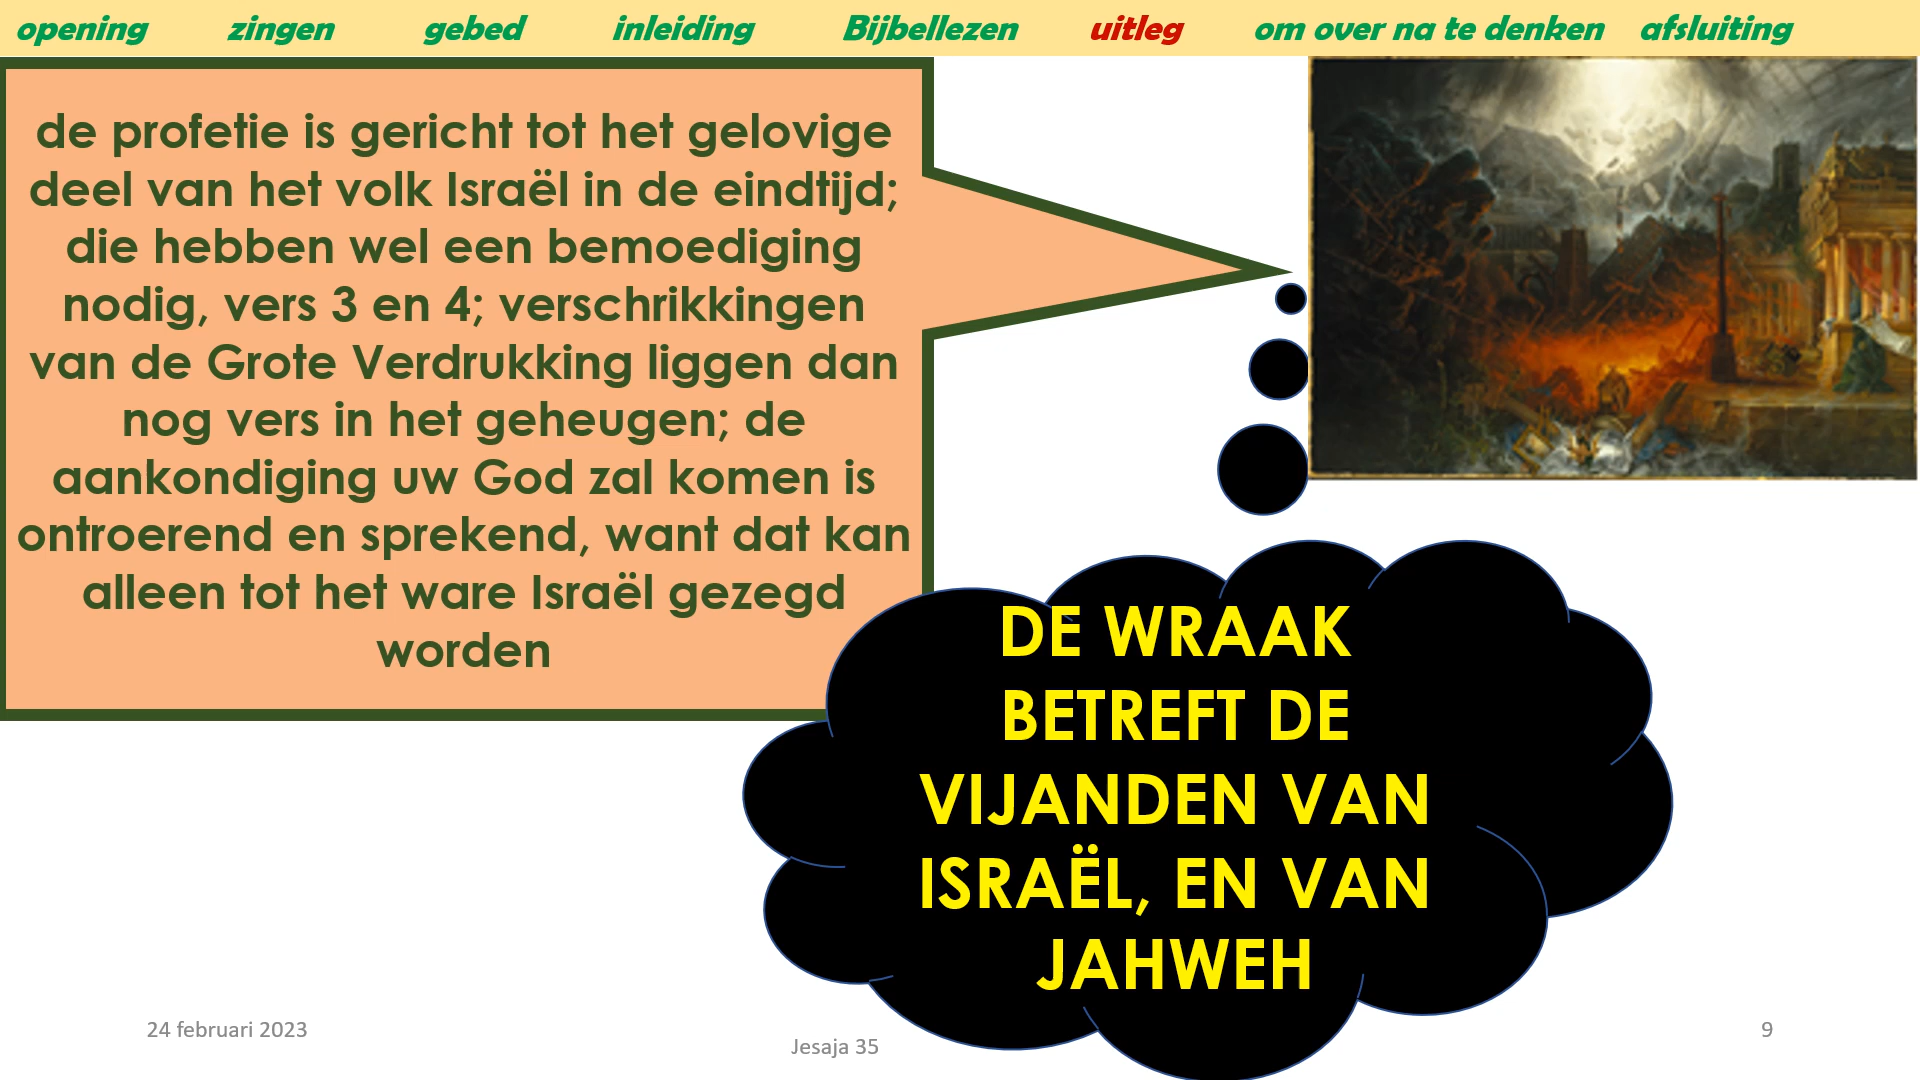 opening zingen gebed inleiding Bijbellezen uitleg om over na te denken afsluiting
de profetie is gericht tot het gelovige
deel van het volk Israël in de eindtijd;
die hebben wel een bemoediging
nodig, vers 3 en 4; verschrikkingen
van de Grote Verdrukking liggen dan
nog vers in het geheugen; de
aankondiging uw God zal komen is
ontroerend en sprekend, want dat kan
alleen tot het ware Israël gezegd
worden
DE WRAAK
BETREFT DE
VIJANDEN VAN
ISRAËL, EN VAN
JAHWEH
24 februari 2023
Jesaja 35
9